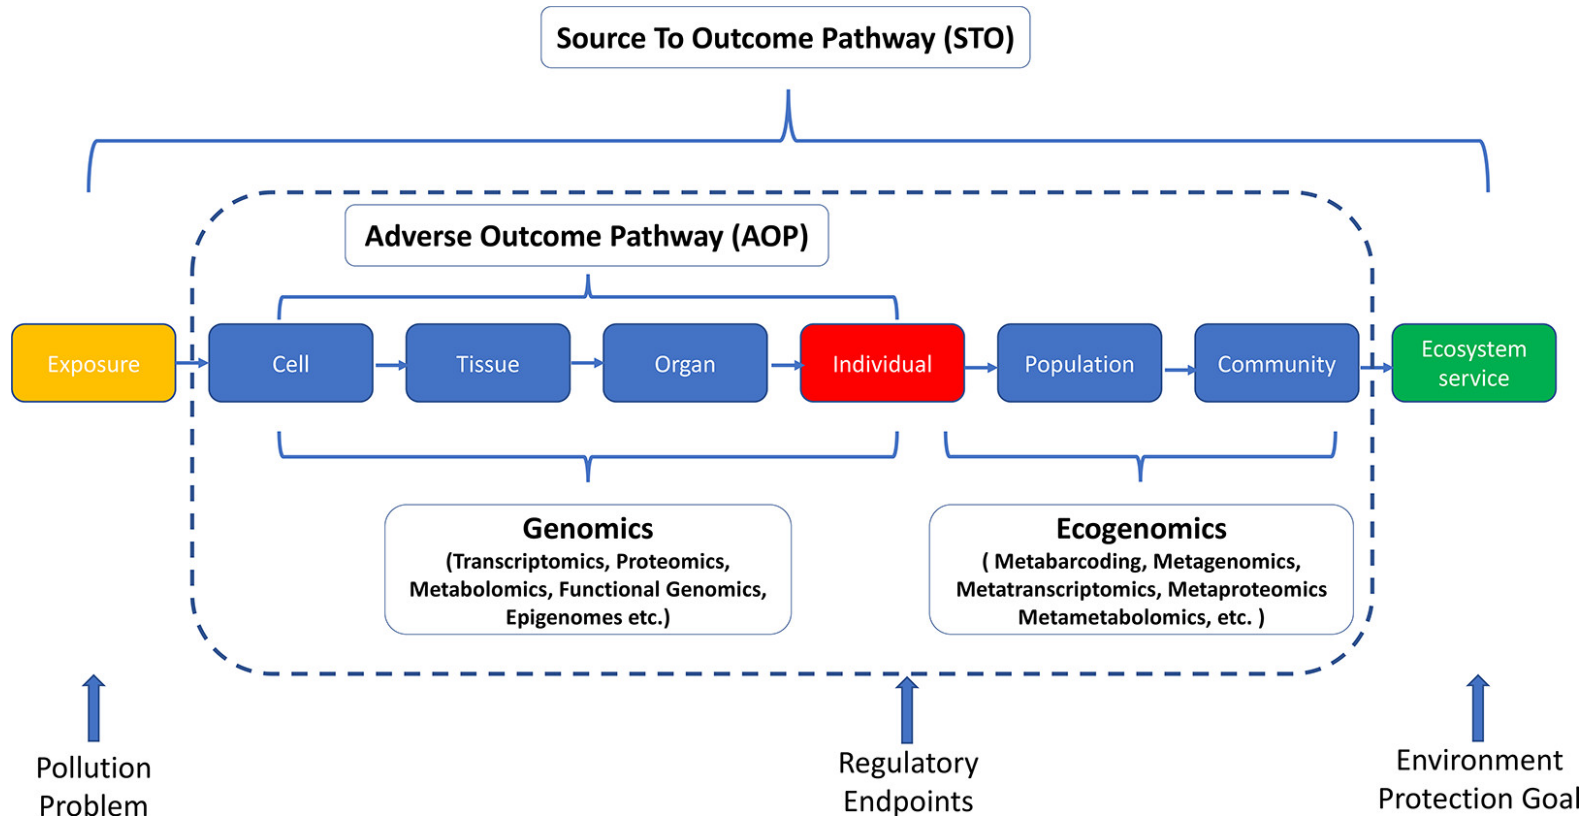 Source To Outcome Pathway (STO)
Adverse Outcome Pathway (AOP)
Exposure
Cell
Tissue
Organ
Individual
Population
Community
Ecosystem
service
Genomics
(Transcriptomics, Proteomics,
Metabolomics, Functional Genomics,
Epigenomes etc.)
Ecogenomics
( Metabarcoding, Metagenomics,
Metatranscriptomics, Metaproteomics
Metametabolomics, etc. )
Pollution
Problem
Regulatory
Endpoints
Environment
Protection Goal